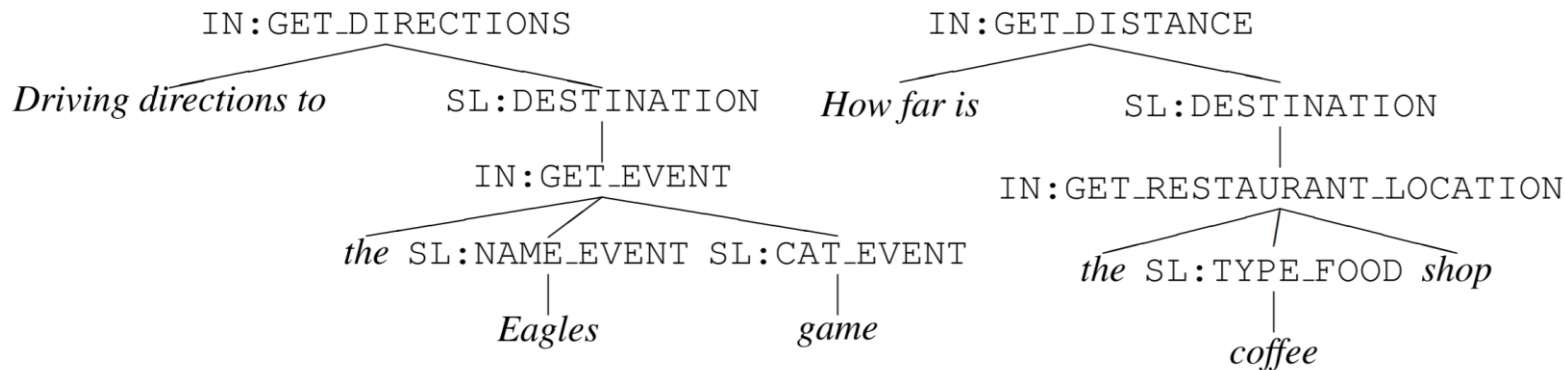 IN:GET_DIRECTIONS
Driving directions to SL:DESTINATION
IN:GET_EVENT
the SL:NAME_EVENT SL:CAT_EVENT
Eagles game
IN:GET_DISTANCE
How far is SL:DESTINATION
IN:GET_RESTAURANT_LOCATION
the SL:TYPE_FOOD shop
coffee